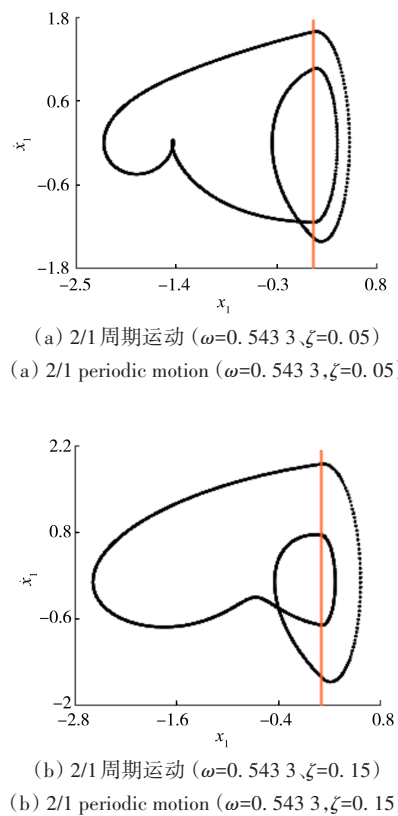 1.8
0.6
−0.6
−1.8
ẋ₁
−2.5 −1.4 −0.3 0.8
x₁
(a) 2/1周期运动 (ω=0. 543 3、ζ=0. 05)
(a) 2/1 periodic motion (ω=0. 543 3,ζ=0. 05)
2.2
0.8
−0.6
−2
ẋ₁
−2.8 −1.6 −0.4 0.8
x₁
(b) 2/1周期运动 (ω=0. 543 3、ζ=0. 15)
(b) 2/1 periodic motion (ω=0. 543 3,ζ=0. 15)